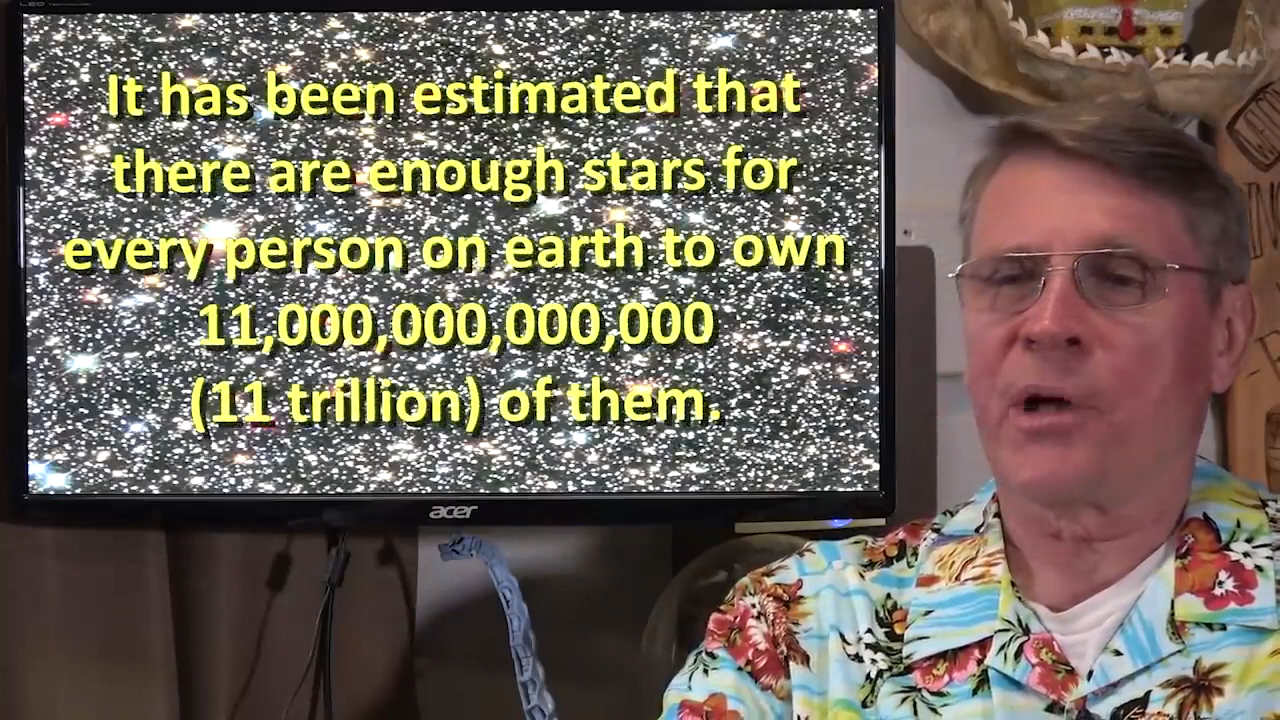 LED
It has been estimated that
there are enough stars for
every person on earth to own
11,000,000,000,000
(11 trillion) of them.
acer